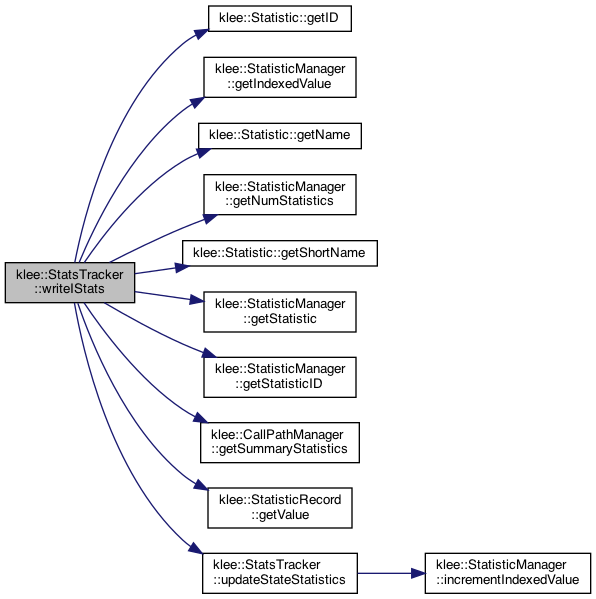 klee::Statistic::getID
klee::StatisticManager
::getIndexedValue
klee::Statistic::getName
klee::StatisticManager
::getNumStatistics
klee::Statistic::getShortName
klee::StatsTracker
::writeIStats
klee::StatisticManager
::getStatistic
klee::StatisticManager
::getStatisticID
klee::CallPathManager
::getSummaryStatistics
klee::StatisticRecord
::getValue
klee::StatsTracker
::updateStateStatistics
klee::StatisticManager
::incrementIndexedValue